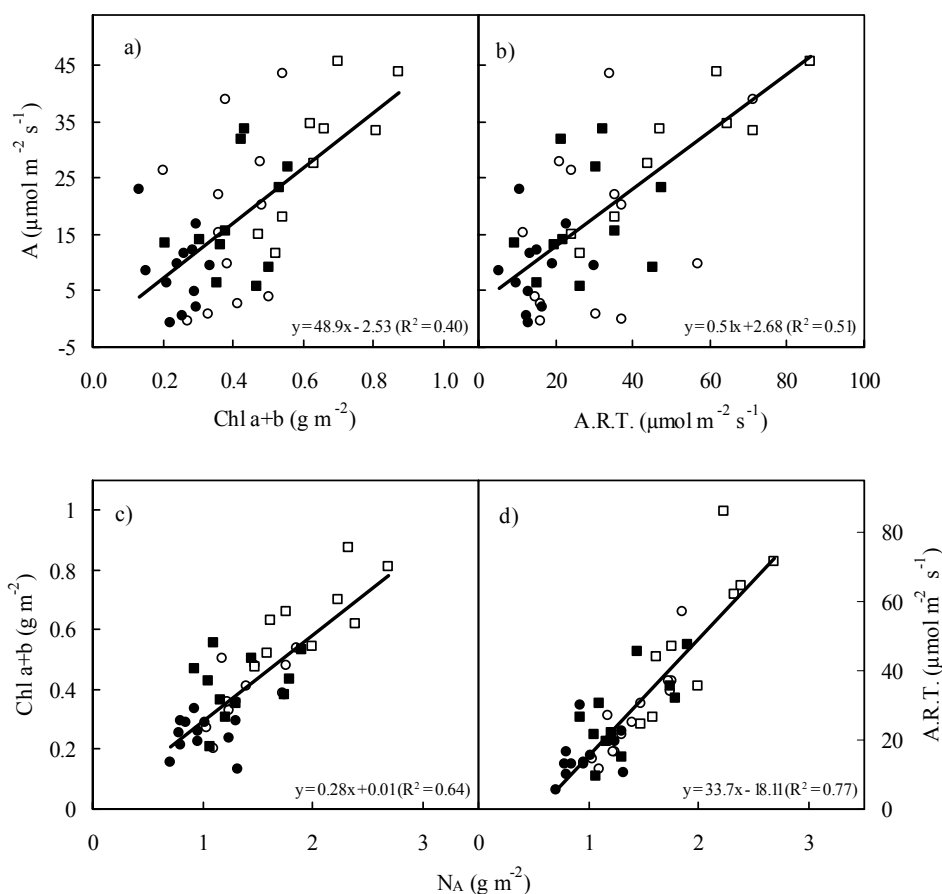 a)
b)
A (µmol m-2 s-1)
45
35
25
15
5
-5
y = 48.9x - 2.53 (R2 = 0.40)
y = 0.51x + 2.68 (R2 = 0.51)
0.0 0.2 0.4 0.6 0.8 1.0
0 20 40 60 80 100
Chl a+b (g m-2)
A.R.T. (µmol m-2 s-1)
c)
d)
Chl a+b (g m-2)
1
0.8
0.6
0.4
0.2
0
80
60
40
20
0
A.R.T. (µmol m-2 s-1)
y = 0.28x + 0.01 (R2 = 0.64)
y = 33.7x - 18.11 (R2 = 0.77)
0 1 2 3
0 1 2 3
NA (g m-2)